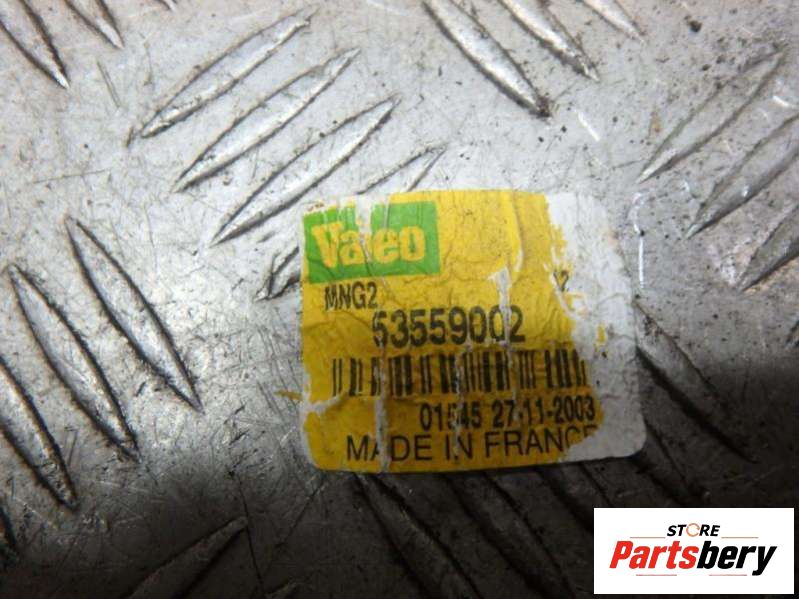 Valeo
MNG2
53559002
01545 27-11-2003
MADE IN FRANCE
STORE
Partsbery